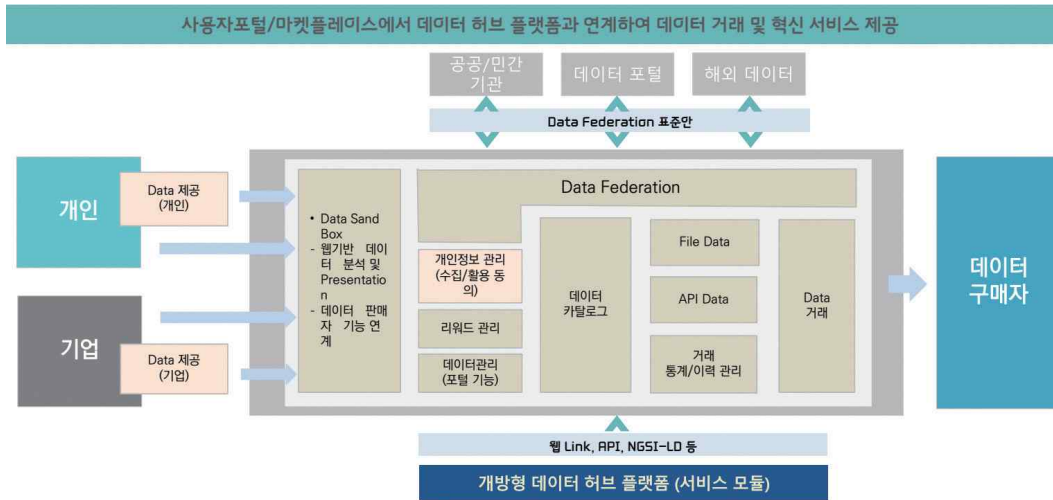 사용자포털/마켓플레이스에서 데이터 허브 플랫폼과 연계하여 데이터 거래 및 혁신 서비스 제공
공공/민간
기관
데이터 포털
해외 데이터
Data Federation 표준안
개인
Data 제공
(개인)
기업
Data 제공
(기업)
• Data Sand
Box
- 웹기반 데이
터 분석 및
Presentatio
n
- 데이터 판매
자 기능 연
계
Data Federation
개인정보 관리
(수집/활용 동
의)
리워드 관리
데이터관리
(포털 기능)
데이터
카탈로그
File Data
API Data
거래
통계/이력 관리
Data
거래
데이터
구매자
웹 Link, API, NGSI-LD 등
개방형 데이터 허브 플랫폼 (서비스 모듈)